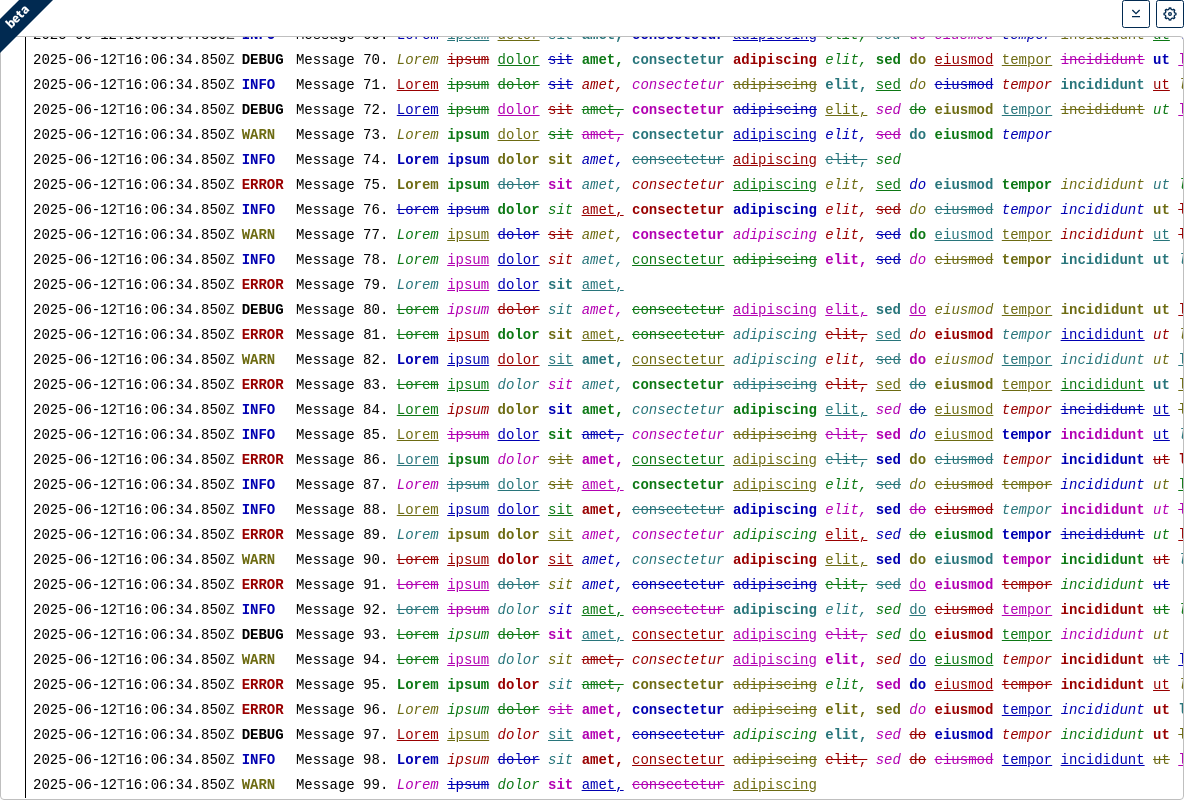 beta
2025-06-12T16:06:34.850Z INFO Message 69. Lorem ipsum dolor sit amet, consectetur adipiscing elit, sed do eiusmod tempor incididunt ut
2025-06-12T16:06:34.850Z DEBUG Message 70. Lorem ipsum dolor sit amet, consectetur adipiscing elit, sed do eiusmod tempor incididunt ut
2025-06-12T16:06:34.850Z INFO Message 71. Lorem ipsum dolor sit amet, consectetur adipiscing elit, sed do eiusmod tempor incididunt ut
2025-06-12T16:06:34.850Z DEBUG Message 72. Lorem ipsum dolor sit amet, consectetur adipiscing elit, sed do eiusmod tempor incididunt ut
2025-06-12T16:06:34.850Z WARN Message 73. Lorem ipsum dolor sit amet, consectetur adipiscing elit, sed do eiusmod tempor
2025-06-12T16:06:34.850Z INFO Message 74. Lorem ipsum dolor sit amet, consectetur adipiscing elit, sed
2025-06-12T16:06:34.850Z ERROR Message 75. Lorem ipsum dolor sit amet, consectetur adipiscing elit, sed do eiusmod tempor incididunt ut
2025-06-12T16:06:34.850Z INFO Message 76. Lorem ipsum dolor sit amet, consectetur adipiscing elit, sed do eiusmod tempor incididunt ut
2025-06-12T16:06:34.850Z WARN Message 77. Lorem ipsum dolor sit amet, consectetur adipiscing elit, sed do eiusmod tempor incididunt ut
2025-06-12T16:06:34.850Z INFO Message 78. Lorem ipsum dolor sit amet, consectetur adipiscing elit, sed do eiusmod tempor incididunt ut
2025-06-12T16:06:34.850Z ERROR Message 79. Lorem ipsum dolor sit amet,
2025-06-12T16:06:34.850Z DEBUG Message 80. Lorem ipsum dolor sit amet, consectetur adipiscing elit, sed do eiusmod tempor incididunt ut
2025-06-12T16:06:34.850Z ERROR Message 81. Lorem ipsum dolor sit amet, consectetur adipiscing elit, sed do eiusmod tempor incididunt ut
2025-06-12T16:06:34.850Z WARN Message 82. Lorem ipsum dolor sit amet, consectetur adipiscing elit, sed do eiusmod tempor incididunt ut
2025-06-12T16:06:34.850Z ERROR Message 83. Lorem ipsum dolor sit amet, consectetur adipiscing elit, sed do eiusmod tempor incididunt ut
2025-06-12T16:06:34.850Z INFO Message 84. Lorem ipsum dolor sit amet, consectetur adipiscing elit, sed do eiusmod tempor incididunt ut
2025-06-12T16:06:34.850Z INFO Message 85. Lorem ipsum dolor sit amet, consectetur adipiscing elit, sed do eiusmod tempor incididunt ut
2025-06-12T16:06:34.850Z ERROR Message 86. Lorem ipsum dolor sit amet, consectetur adipiscing elit, sed do eiusmod tempor incididunt ut
2025-06-12T16:06:34.850Z INFO Message 87. Lorem ipsum dolor sit amet, consectetur adipiscing elit, sed do eiusmod tempor incididunt ut
2025-06-12T16:06:34.850Z INFO Message 88. Lorem ipsum dolor sit amet, consectetur adipiscing elit, sed do eiusmod tempor incididunt ut
2025-06-12T16:06:34.850Z ERROR Message 89. Lorem ipsum dolor sit amet, consectetur adipiscing elit, sed do eiusmod tempor incididunt ut
2025-06-12T16:06:34.850Z WARN Message 90. Lorem ipsum dolor sit amet, consectetur adipiscing elit, sed do eiusmod tempor incididunt ut
2025-06-12T16:06:34.850Z ERROR Message 91. Lorem ipsum dolor sit amet, consectetur adipiscing elit, sed do eiusmod tempor incididunt ut
2025-06-12T16:06:34.850Z INFO Message 92. Lorem ipsum dolor sit amet, consectetur adipiscing elit, sed do eiusmod tempor incididunt ut
2025-06-12T16:06:34.850Z DEBUG Message 93. Lorem ipsum dolor sit amet, consectetur adipiscing elit, sed do eiusmod tempor incididunt ut
2025-06-12T16:06:34.850Z WARN Message 94. Lorem ipsum dolor sit amet, consectetur adipiscing elit, sed do eiusmod tempor incididunt ut
2025-06-12T16:06:34.850Z ERROR Message 95. Lorem ipsum dolor sit amet, consectetur adipiscing elit, sed do eiusmod tempor incididunt ut
2025-06-12T16:06:34.850Z ERROR Message 96. Lorem ipsum dolor sit amet, consectetur adipiscing elit, sed do eiusmod tempor incididunt ut
2025-06-12T16:06:34.850Z DEBUG Message 97. Lorem ipsum dolor sit amet, consectetur adipiscing elit, sed do eiusmod tempor incididunt ut
2025-06-12T16:06:34.850Z INFO Message 98. Lorem ipsum dolor sit amet, consectetur adipiscing elit, sed do eiusmod tempor incididunt ut
2025-06-12T16:06:34.850Z WARN Message 99. Lorem ipsum dolor sit amet, consectetur adipiscing